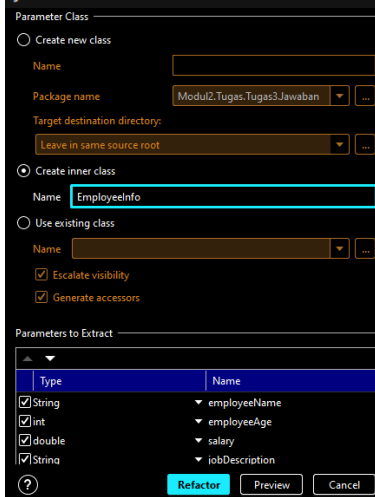 Parameter Class
Create new class
Name
Package name Modul2.Tugas.Tugas3.Jawaban ...
Target destination directory:
Leave in same source root ...
Create inner class
Name EmployeeInfo
Use existing class
Name ...
Escalate visibility
Generate accessors
Parameters to Extract
Type Name
String employeeName
int employeeAge
double salary
String jobDescription
? Refactor Preview Cancel